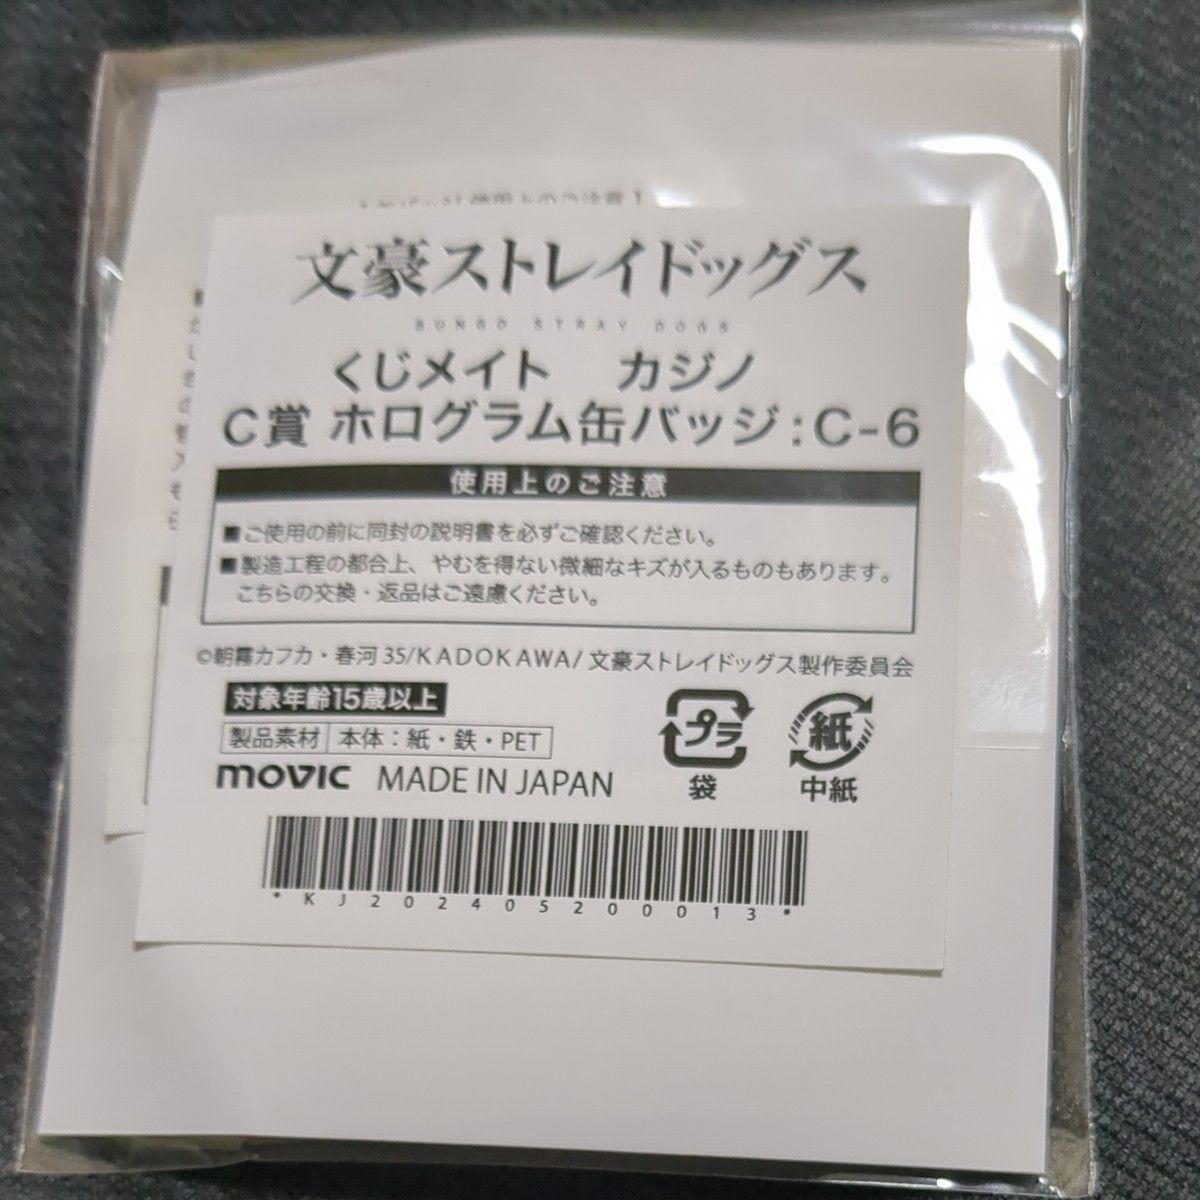 使用上のご注意】
文豪ストレイドッグス
BUNGO STRAY DOGS
くじメイト カジノ
C賞 ホログラム缶バッジ:C-6
使用上のご注意
■ご使用の前に同封の説明書を必ずご確認ください。
■製造工程の都合上、やむを得ない微細なキズが入るものもあります。
こちらの交換・返品はご遠慮ください。
©朝霧カフカ・春河35/KADOKAWA/文豪ストレイドッグス製作委員会
対象年齢15歳以上
製品素材 本体:紙・鉄・PET
movic MADE IN JAPAN
プラ
袋
紙
中紙
*KJ202405200013*